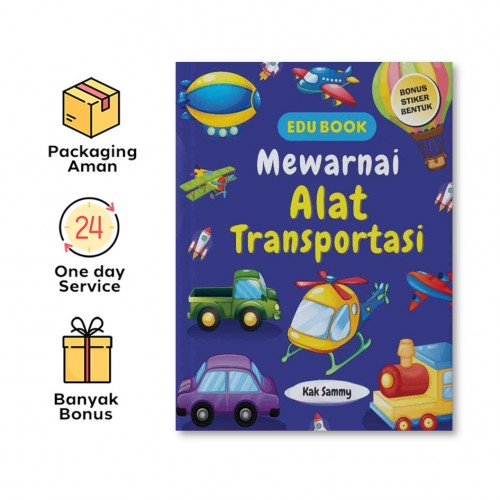 Packaging
Aman
24
One day
Service
Banyak
Bonus
BONUS
STIKER
BENTUK
EDU BOOK
Mewarnai
Alat
Transportasi
Kak Sammy